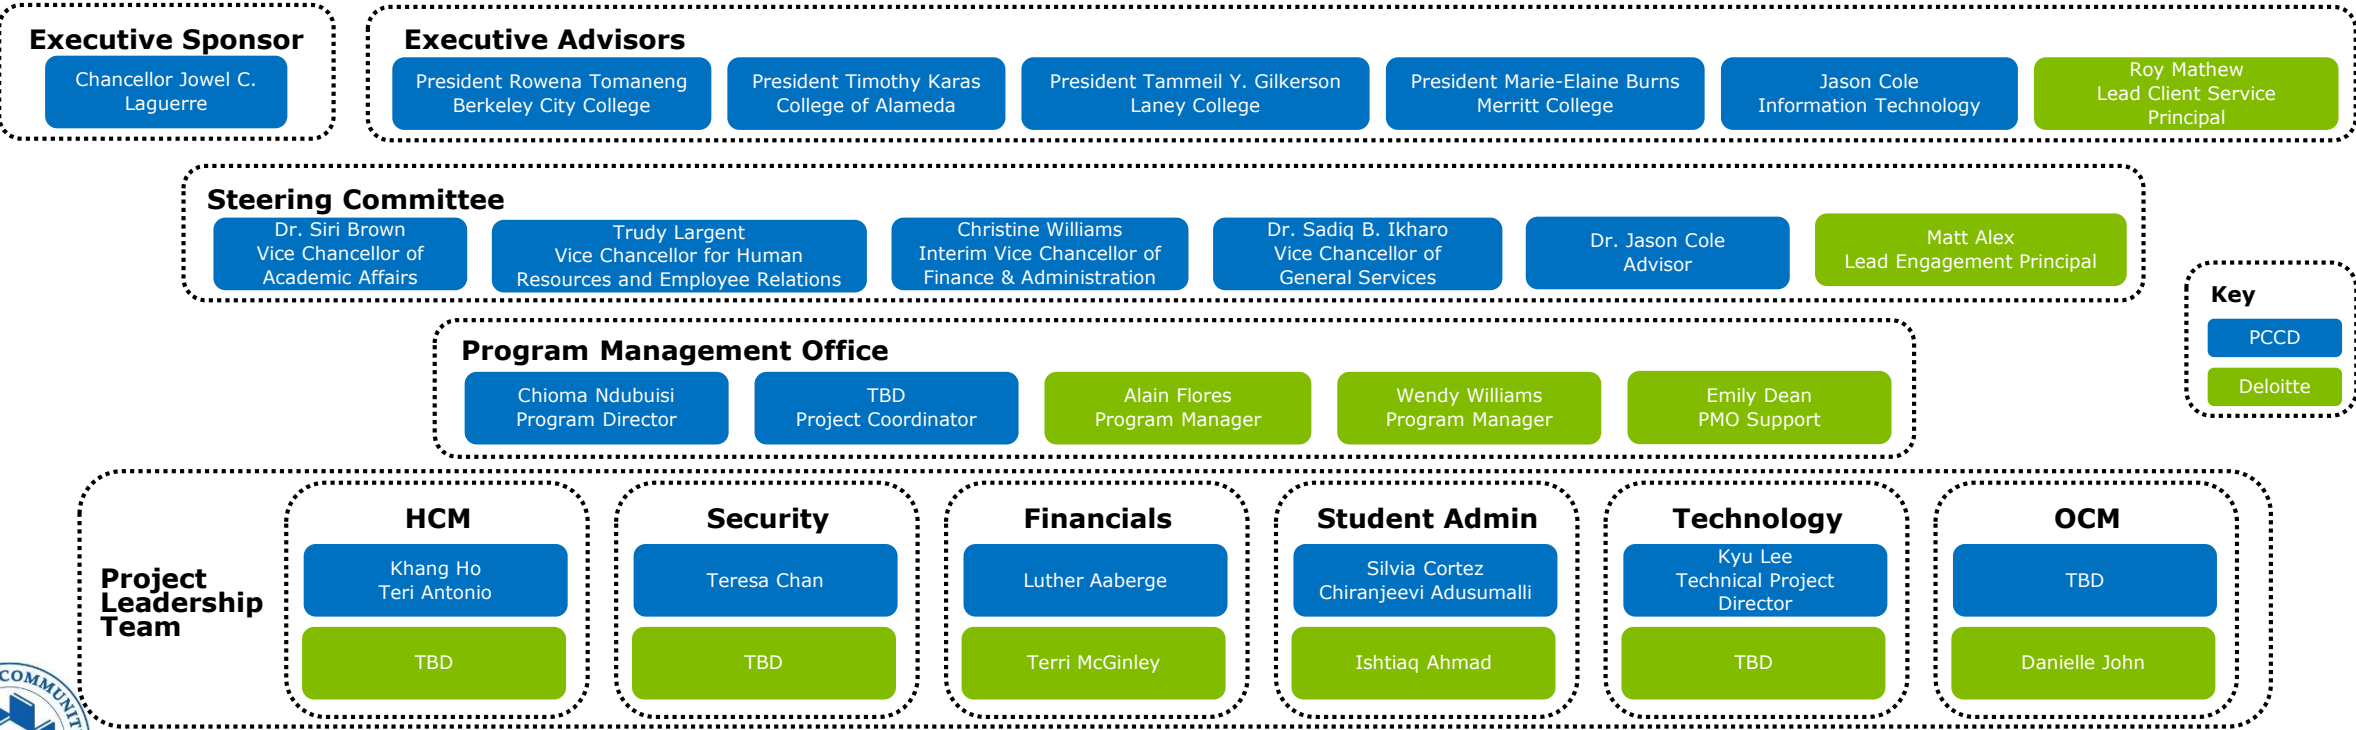 Executive Sponsor
Chancellor Jowel C.
Laguerre
Executive Advisors
President Rowena Tomaneng
Berkeley City College
President Timothy Karas
College of Alameda
President Tammeil Y. Gilkerson
Laney College
President Marie-Elaine Burns
Merritt College
Jason Cole
Information Technology
Roy Mathew
Lead Client Service
Principal
Steering Committee
Dr. Siri Brown
Vice Chancellor of
Academic Affairs
Trudy Largent
Vice Chancellor for Human
Resources and Employee Relations
Christine Williams
Interim Vice Chancellor of
Finance & Administration
Dr. Sadiq B. Ikharo
Vice Chancellor of
General Services
Dr. Jason Cole
Advisor
Matt Alex
Lead Engagement Principal
Key
PCCD
Deloitte
Program Management Office
Chioma Ndubuisi
Program Director
TBD
Project Coordinator
Alain Flores
Program Manager
Wendy Williams
Program Manager
Emily Dean
PMO Support
Project
Leadership
Team
HCM
Khang Ho
Teri Antonio
TBD
Security
Teresa Chan
TBD
Financials
Luther Aaberge
Terri McGinley
Student Admin
Silvia Cortez
Chiranjeevi Adusumalli
Ishtiaq Ahmad
Technology
Kyu Lee
Technical Project
Director
TBD
OCM
TBD
Danielle John